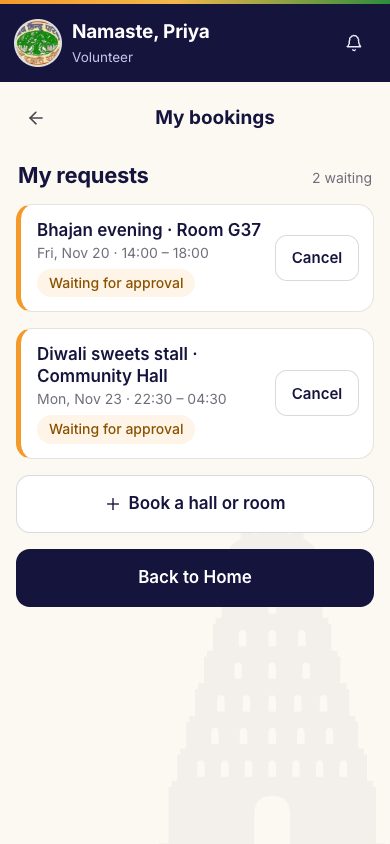 Namaste, Priya
Volunteer
My bookings
My requests
2 waiting
Bhajan evening · Room G37
Fri, Nov 20 · 14:00 – 18:00
Waiting for approval
Cancel
Diwali sweets stall ·
Community Hall
Mon, Nov 23 · 22:30 – 04:30
Waiting for approval
Cancel
+ Book a hall or room
Back to Home